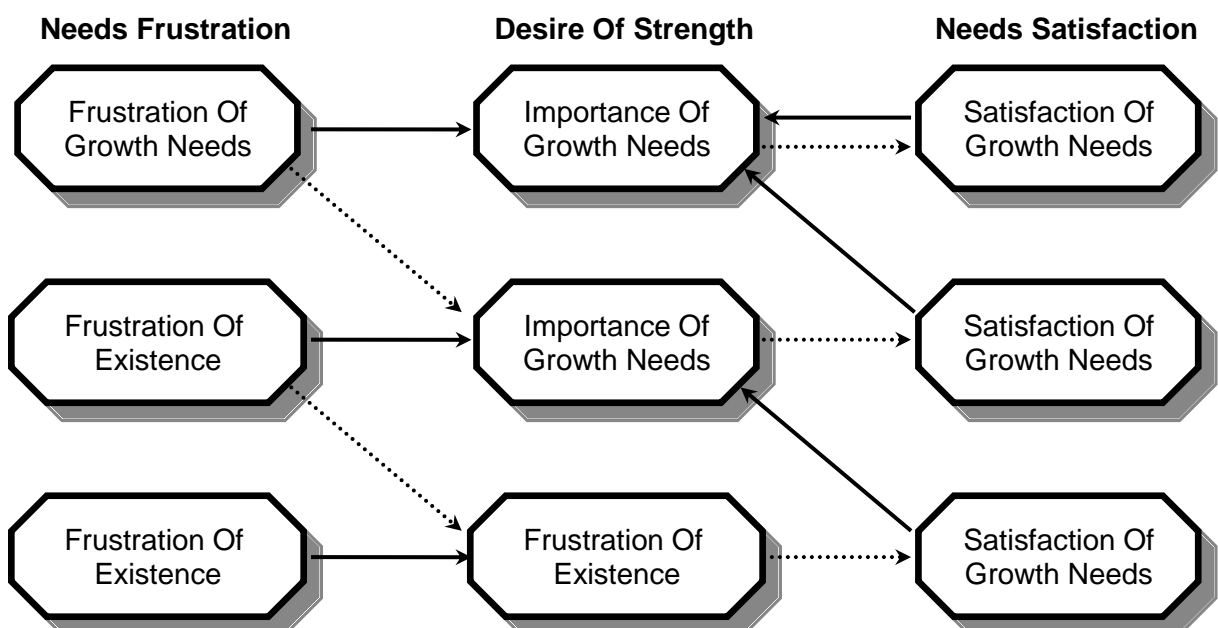 Needs Frustration
Desire Of Strength
Needs Satisfaction
Frustration Of
Growth Needs
Importance Of
Growth Needs
Satisfaction Of
Growth Needs
Frustration Of
Existence
Importance Of
Growth Needs
Satisfaction Of
Growth Needs
Frustration Of
Existence
Frustration Of
Existence
Satisfaction Of
Growth Needs